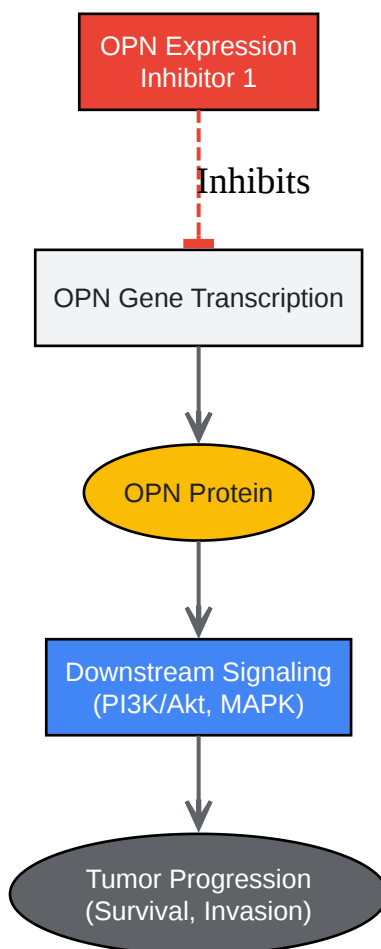 OPN Expression
Inhibitor 1
Inhibits
OPN Gene Transcription
OPN Protein
Downstream Signaling
(PI3K/Akt, MAPK)
Tumor Progression
(Survival, Invasion)